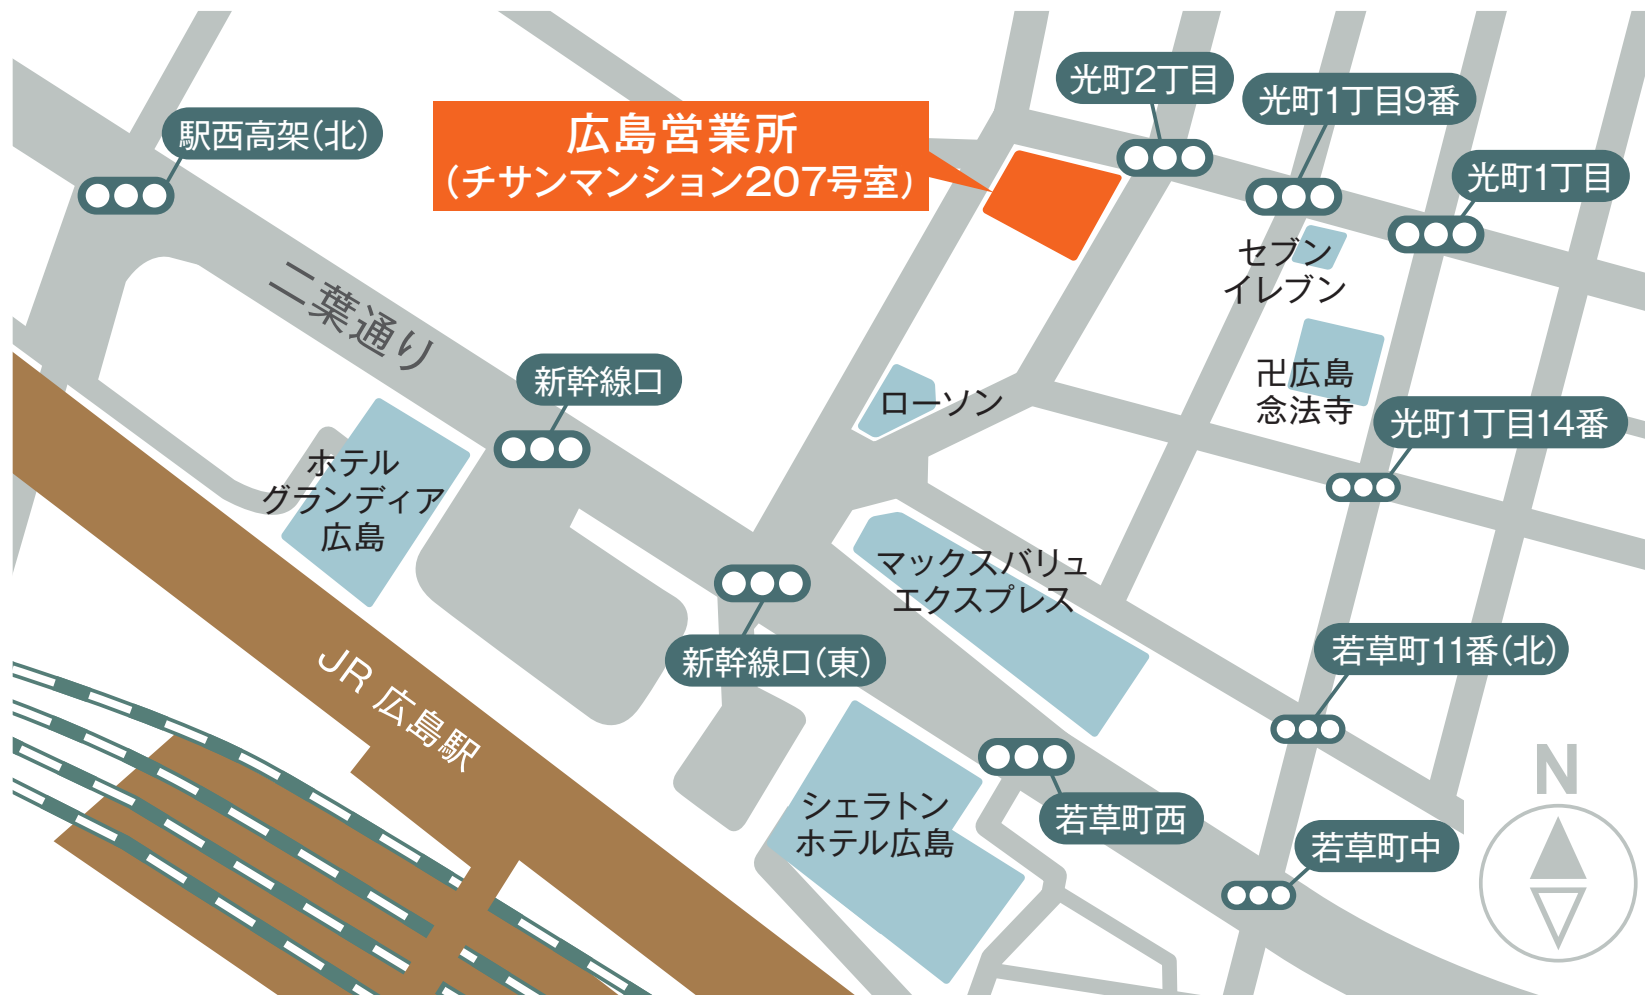 光町2丁目
光町1丁目9番
駅西高架(北)
広島営業所
(チサンマンション207号室)
光町1丁目
セブン
イレブン
二葉通り
新幹線口
卍広島
念法寺
ローソン
光町1丁目14番
ホテル
グランディア
広島
マックスバリュ
エクスプレス
新幹線口(東)
若草町11番(北)
JR 広島駅
N
シェラトン
ホテル広島
若草町西
若草町中